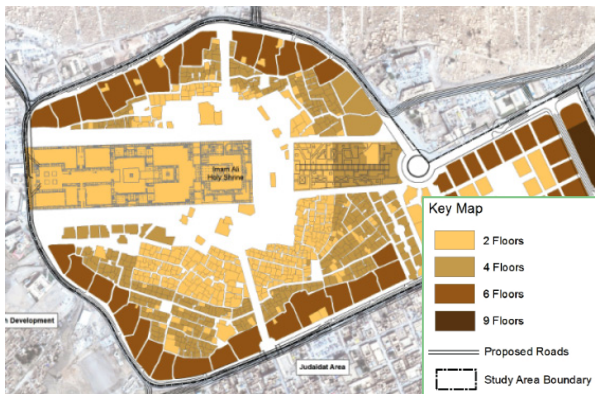 Imam Ali
Holy Shrine
Key Map
2 Floors
4 Floors
6 Floors
9 Floors
h Development
Proposed Roads
Judaidat Area
Study Area Boundary